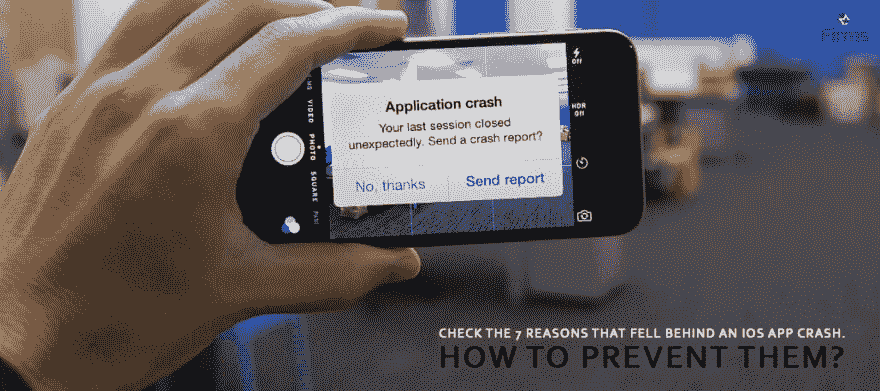 Application crash
Your last session closed
unexpectedly. Send a crash report?
No, thanks
Send report
VIDEO
PHOTO
SQUARE
Off
HDR
Off
CHECK THE 7 REASONS THAT FELL BEHIND AN IOS APP CRASH.
HOW TO PREVENT THEM?